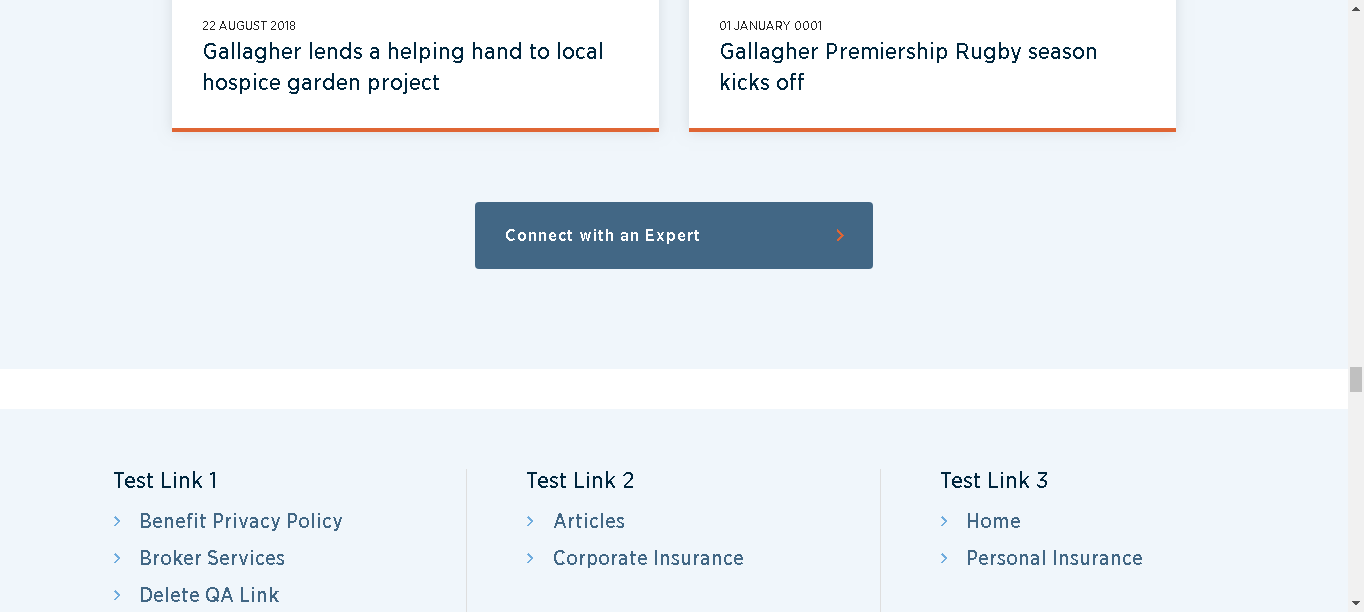 22 AUGUST 2018
Gallagher lends a helping hand to local
hospice garden project
01 JANUARY 0001
Gallagher Premiership Rugby season
kicks off
Connect with an Expert
Test Link 1
Benefit Privacy Policy
Broker Services
Delete QA Link
Test Link 2
Articles
Corporate Insurance
Test Link 3
Home
Personal Insurance